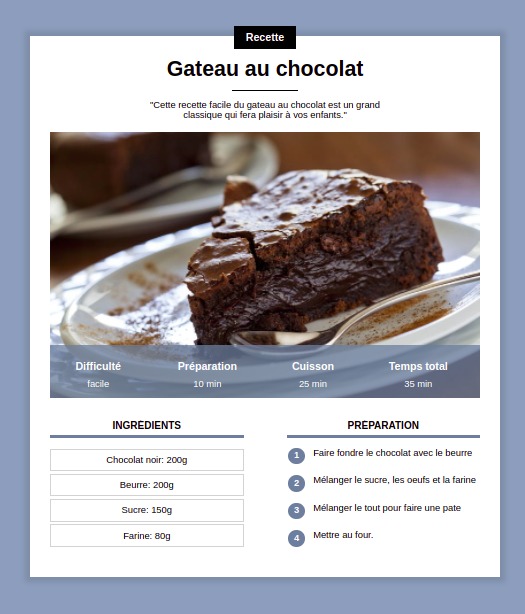 Recette
Gateau au chocolat
"Cette recette facile du gateau au chocolat est un grand
classique qui fera plaisir à vos enfants."
Difficulté Préparation Cuisson Temps total
facile 10 min 25 min 35 min
INGREDIENTS
Chocolat noir: 200g
Beurre: 200g
Sucre: 150g
Farine: 80g
PREPARATION
1 Faire fondre le chocolat avec le beurre
2 Mélanger le sucre, les oeufs et la farine
3 Mélanger le tout pour faire une pate
4 Mettre au four.